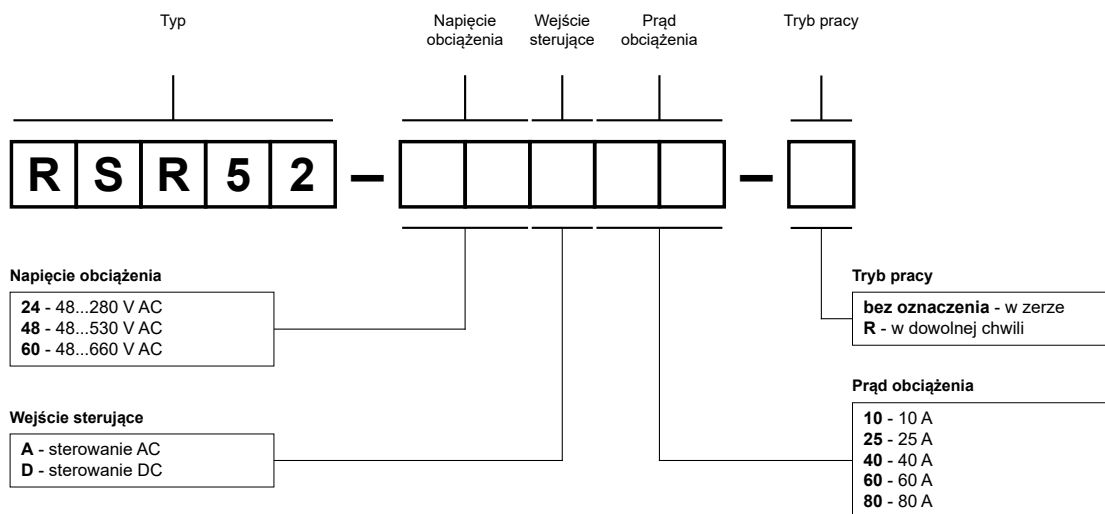 Typ
Napięcie
obciążenia
Wejście
sterujące
Prąd
obciążenia
Tryb pracy
R S R 5 2 – –
Napięcie obciążenia
24 - 48...280 V AC
48 - 48...530 V AC
60 - 48...660 V AC
Wejście sterujące
A - sterowanie AC
D - sterowanie DC
Tryb pracy
bez oznaczenia - w zerze
R - w dowolnej chwili
Prąd obciążenia
10 - 10 A
25 - 25 A
40 - 40 A
60 - 60 A
80 - 80 A